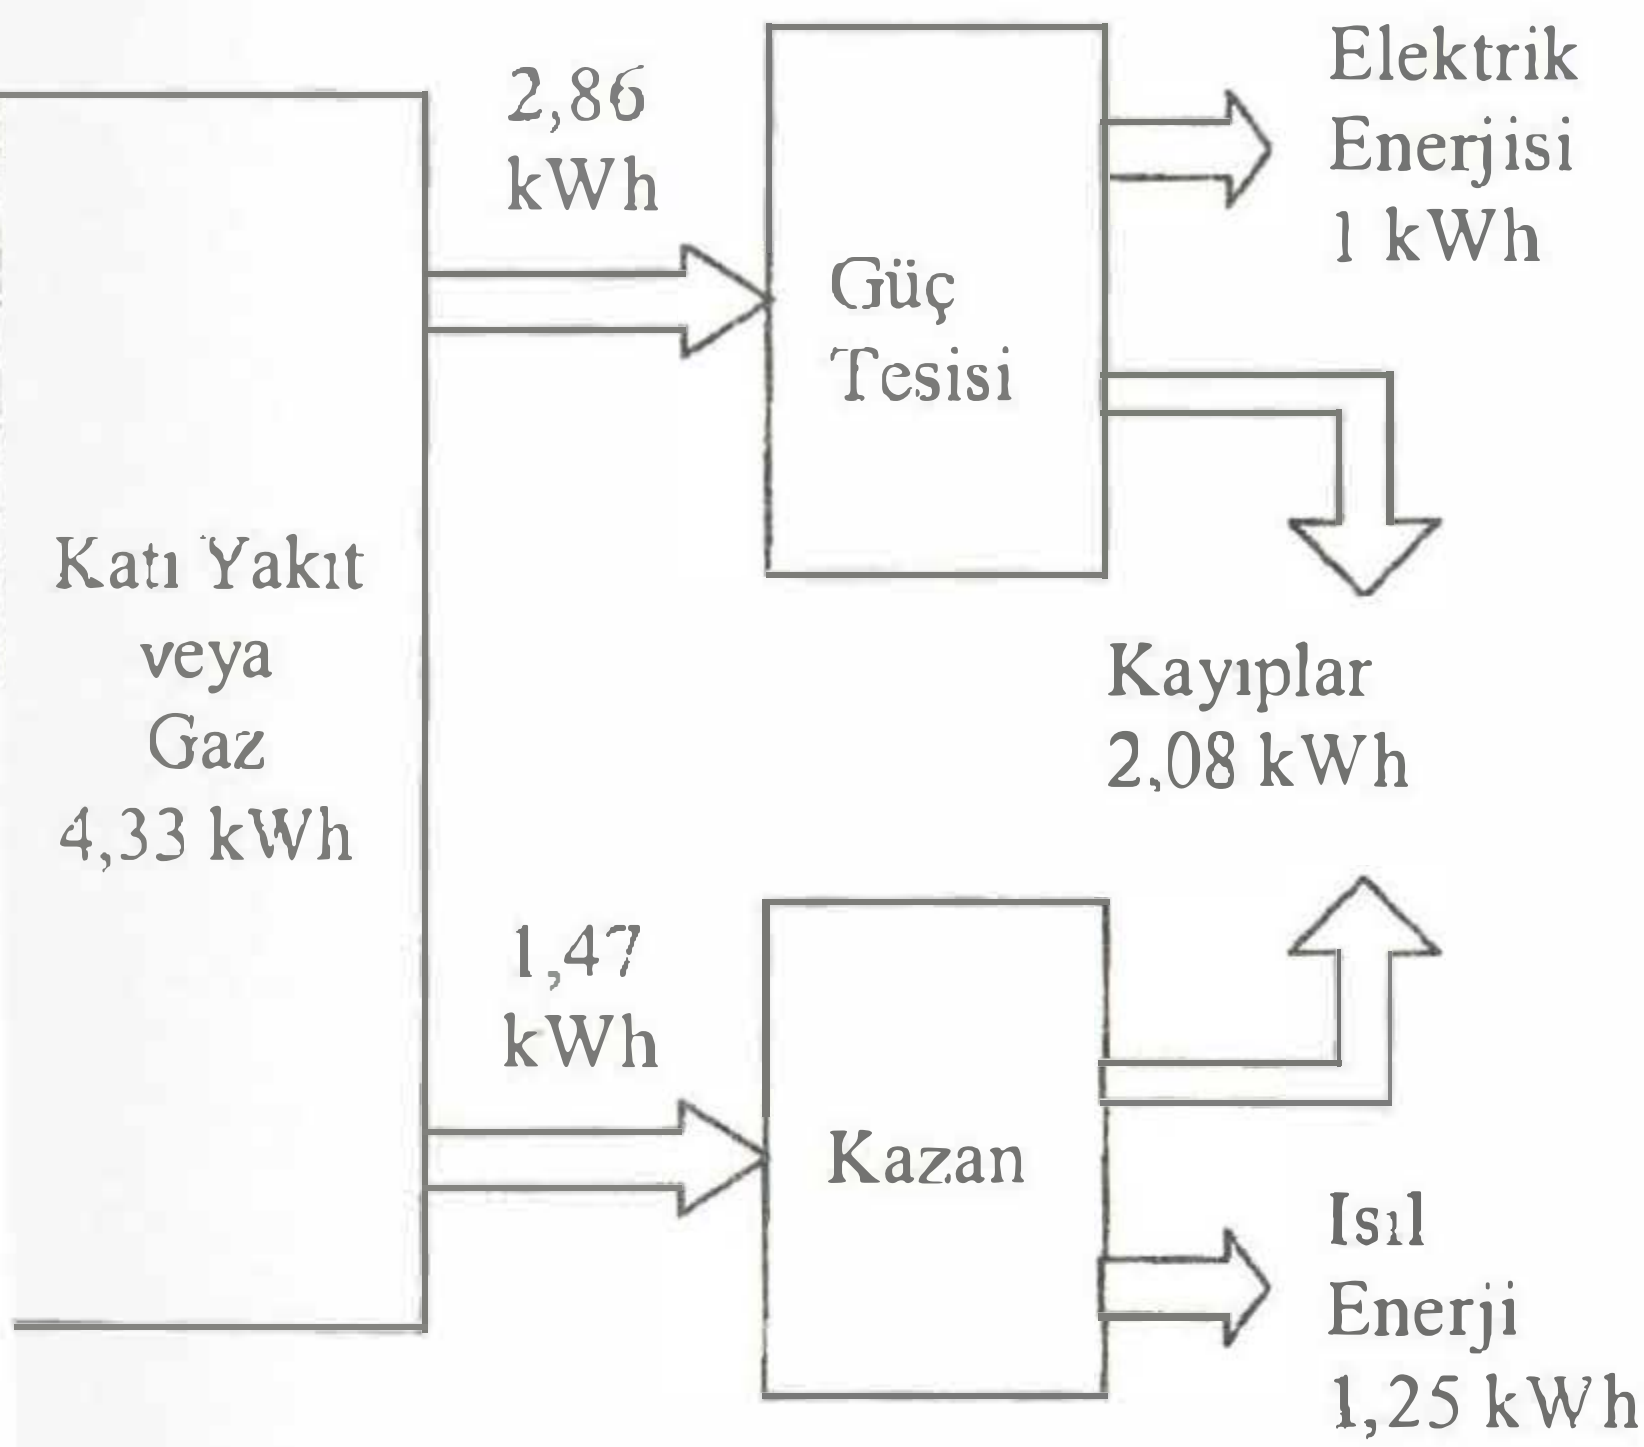 Katı Yakıt
veya
Gaz
4,33 kWh
2,86
kWh
Güç
Tesisi
Elektrik
Enerjisi
1 kWh
Kayıplar
2,08 kWh
1,47
kWh
Kazan
Isıl
Enerji
1,25 kWh